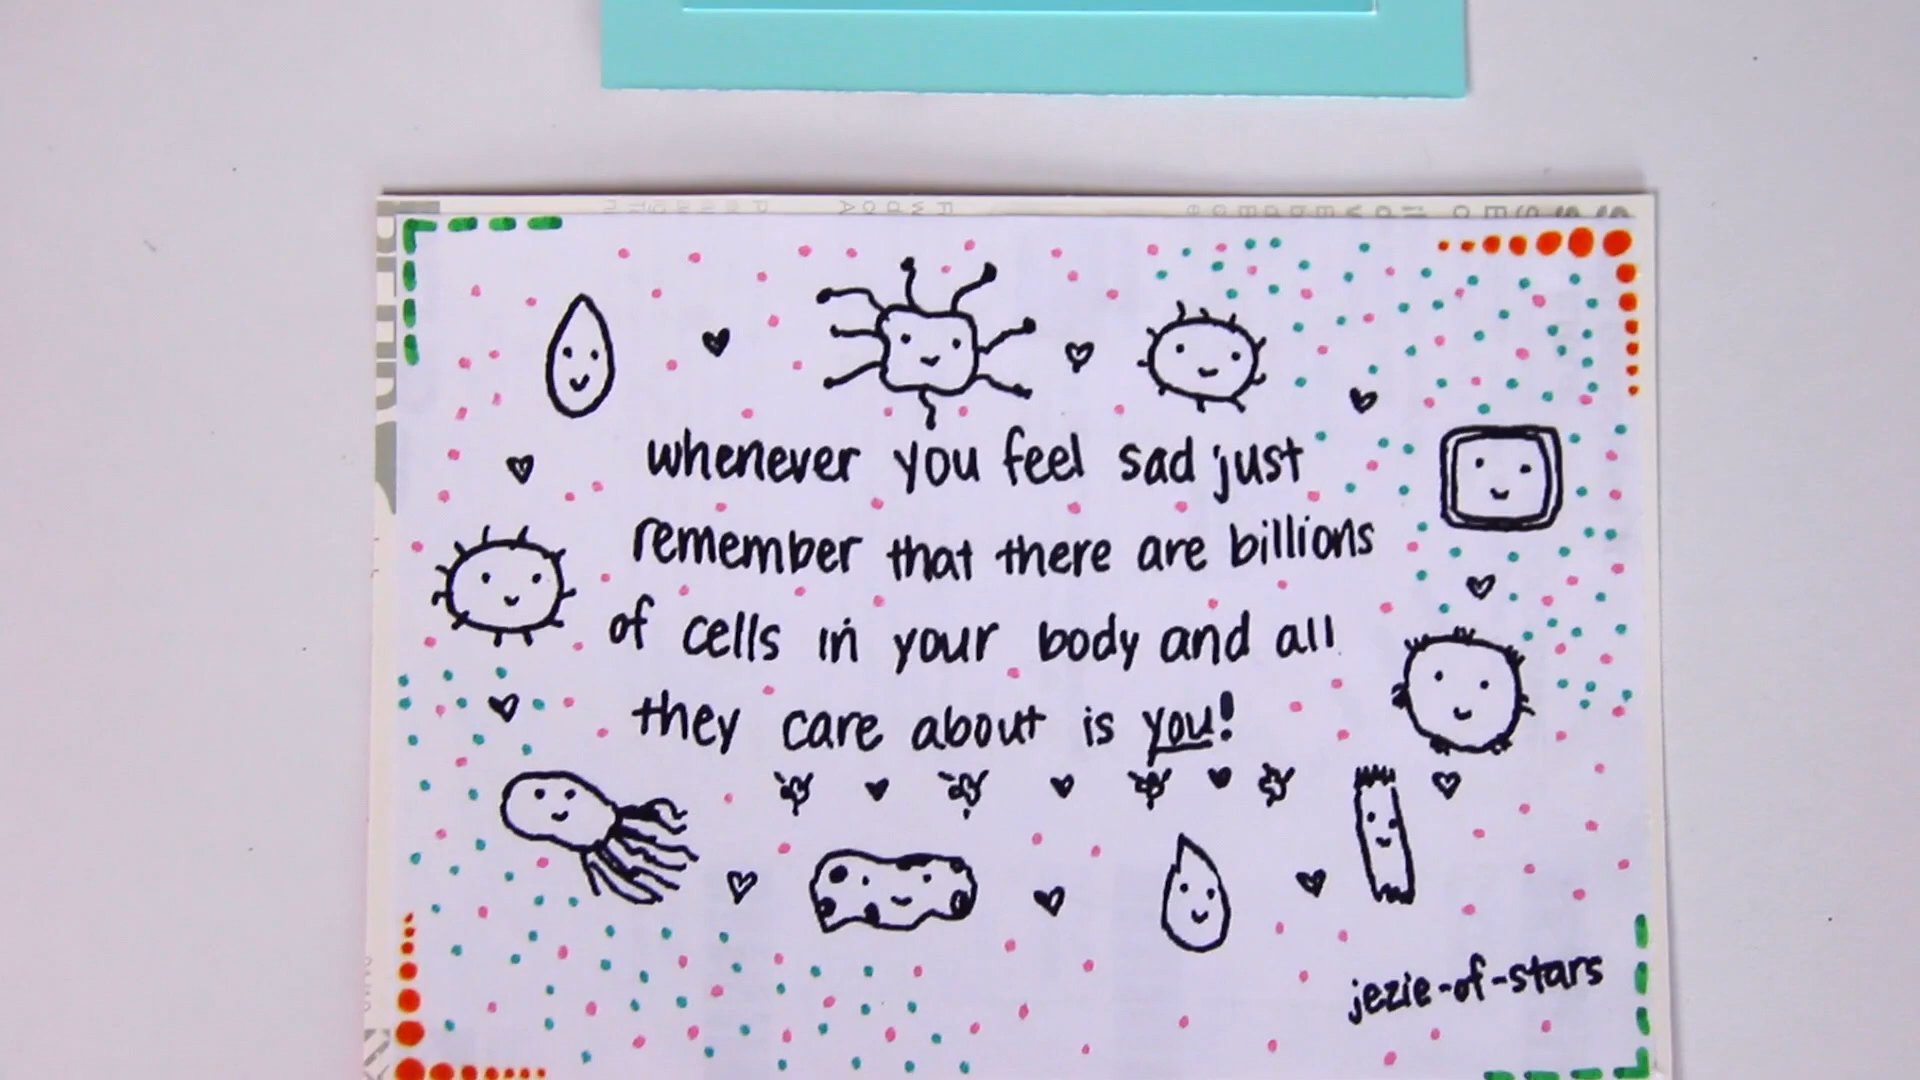 whenever you feel sad just
remember that there are billions
of cells in your body and all
they care about is you!
jezie-of-stars